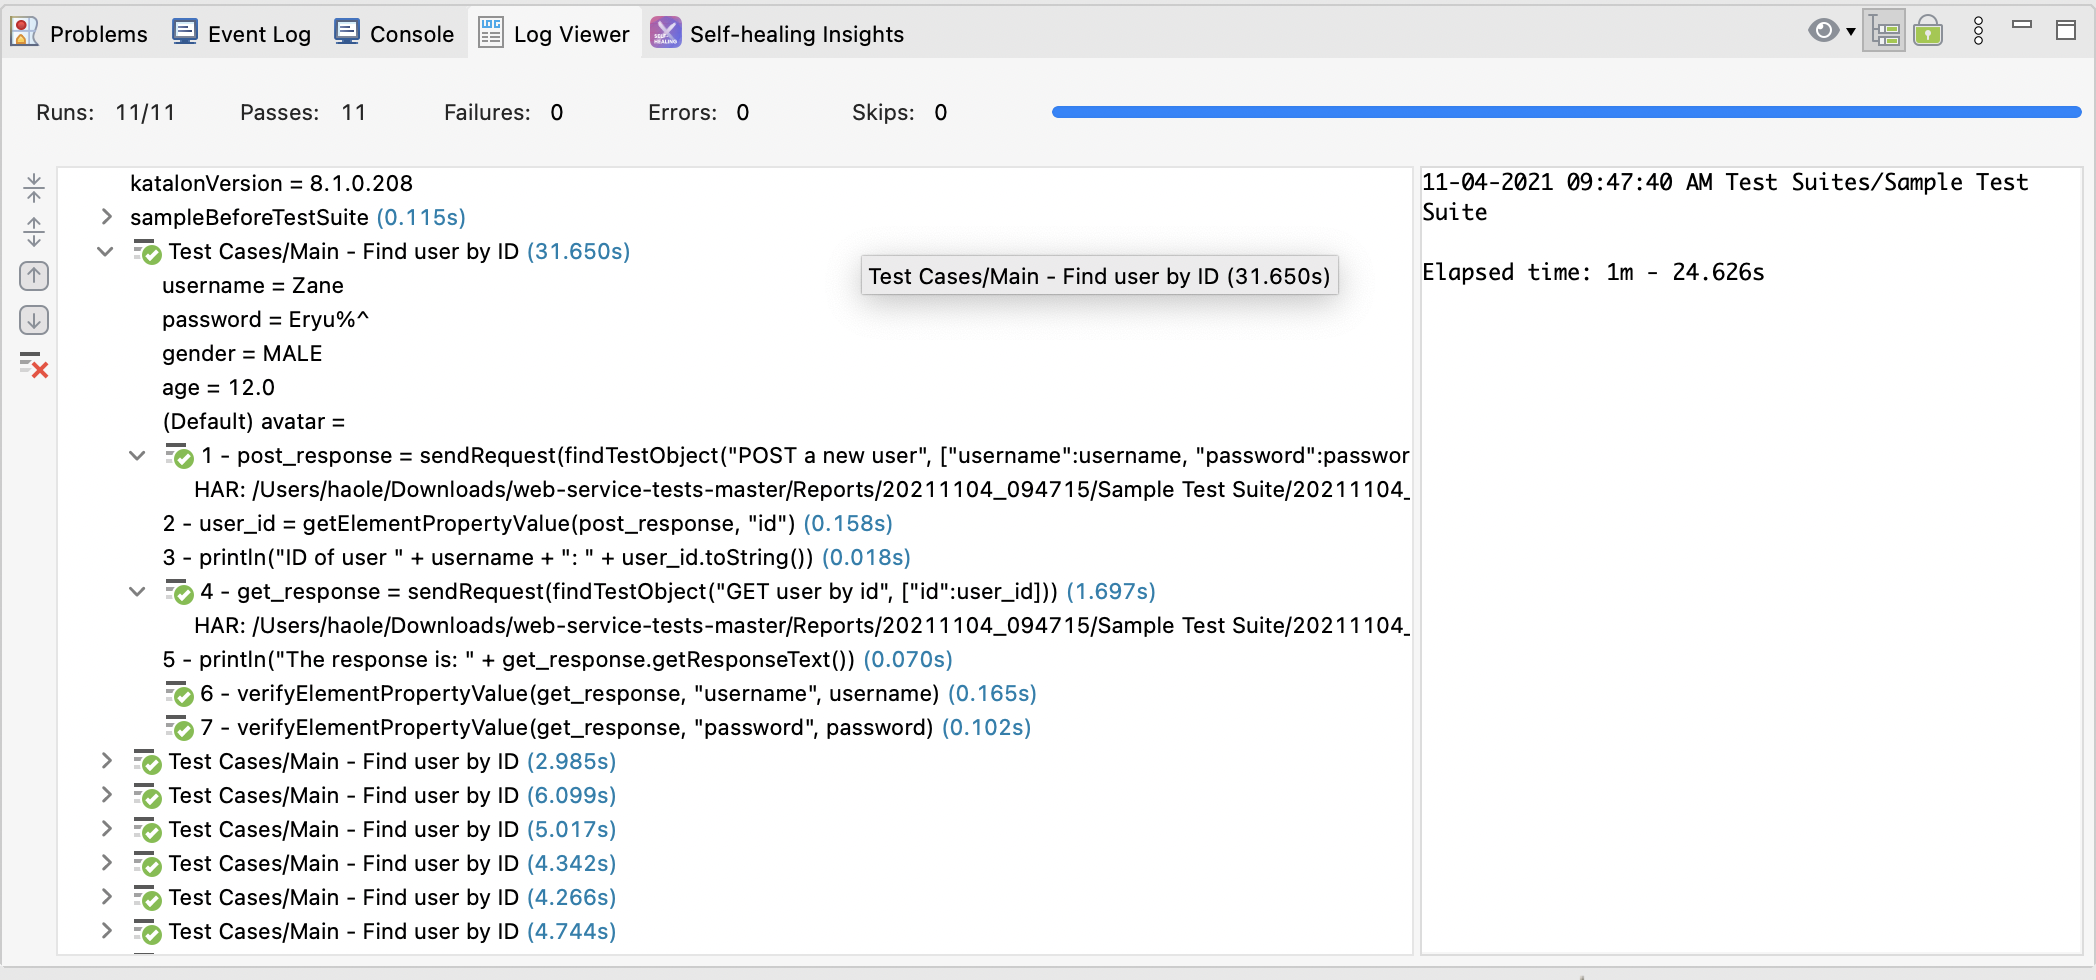 Problems Event Log Console Log Viewer Self-healing Insights
Runs: 11/11 Passes: 11 Failures: 0 Errors: 0 Skips: 0
katalonVersion = 8.1.0.208
sampleBeforeTestSuite (0.115s)
Test Cases/Main - Find user by ID (31.650s)
Test Cases/Main - Find user by ID (31.650s)
username = Zane
password = Eryu%^
gender = MALE
age = 12.0
(Default) avatar =
1 - post_response = sendRequest(findTestObject("POST a new user", ["username":username, "password":passwor
HAR: /Users/haole/Downloads/web-service-tests-master/Reports/20211104_094715/Sample Test Suite/20211104_
2 - user_id = getElementPropertyValue(post_response, "id") (0.158s)
3 - println("ID of user " + username + ": " + user_id.toString()) (0.018s)
4 - get_response = sendRequest(findTestObject("GET user by id", ["id":user_id])) (1.697s)
HAR: /Users/haole/Downloads/web-service-tests-master/Reports/20211104_094715/Sample Test Suite/20211104_
5 - println("The response is: " + get_response.getResponseText()) (0.070s)
6 - verifyElementPropertyValue(get_response, "username", username) (0.165s)
7 - verifyElementPropertyValue(get_response, "password", password) (0.102s)
Test Cases/Main - Find user by ID (2.985s)
Test Cases/Main - Find user by ID (6.099s)
Test Cases/Main - Find user by ID (5.017s)
Test Cases/Main - Find user by ID (4.342s)
Test Cases/Main - Find user by ID (4.266s)
Test Cases/Main - Find user by ID (4.744s)
11-04-2021 09:47:40 AM Test Suites/Sample Test
Suite
Elapsed time: 1m - 24.626s